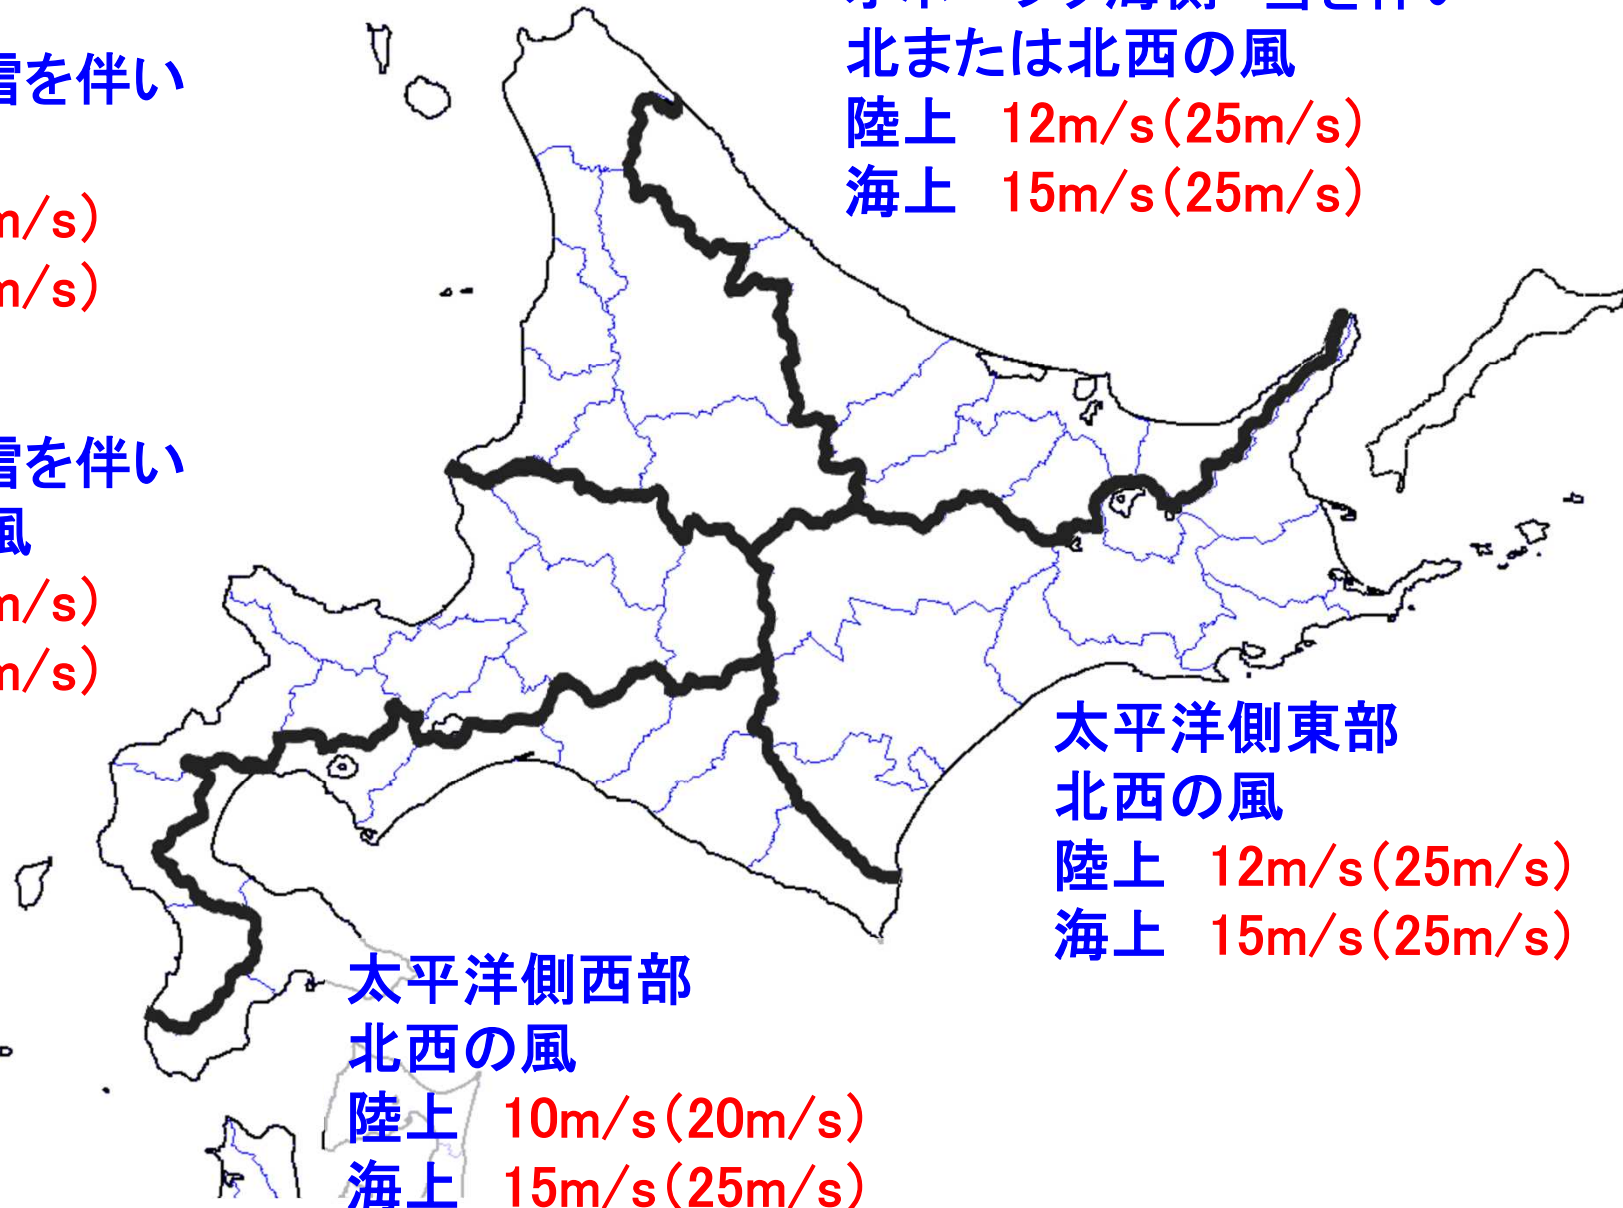 雪を伴い
m/s)
m/s)
雪を伴い
風
m/s)
m/s)
北または北西の風
陸上 12m/s(25m/s)
海上 15m/s(25m/s)
太平洋側東部
北西の風
陸上 12m/s(25m/s)
海上 15m/s(25m/s)
太平洋側西部
北西の風
陸上 10m/s(20m/s)
海上 15m/s(25m/s)